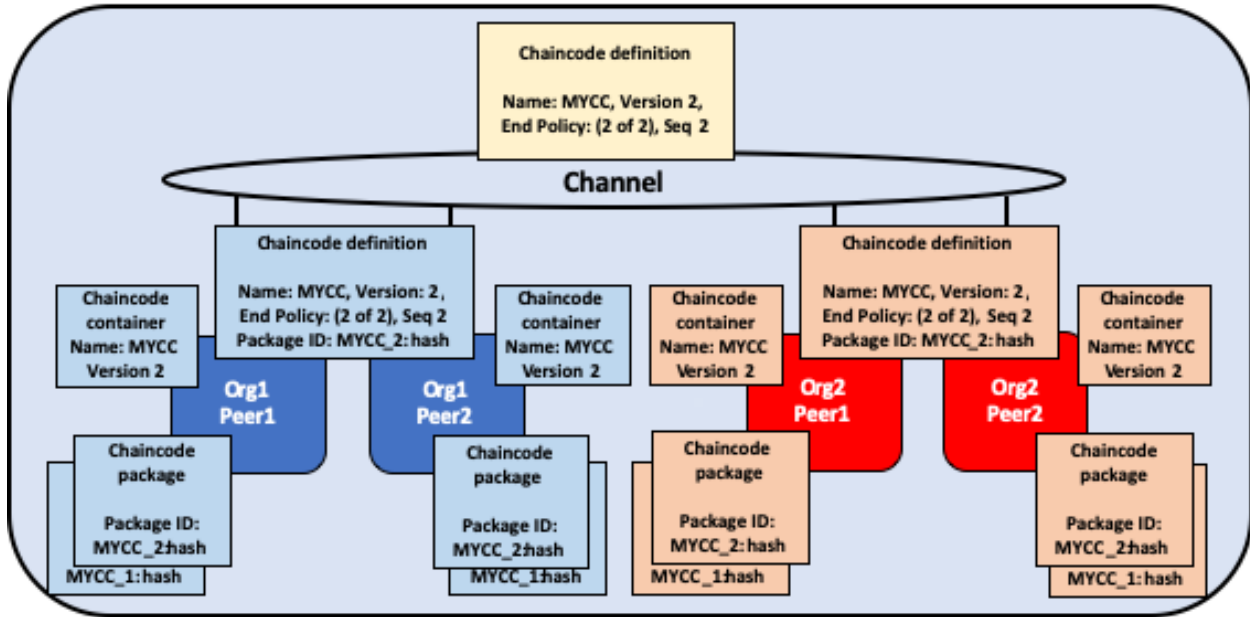 Chaincode definition
Name: MYCC, Version 2,
End Policy: (2 of 2), Seq 2
Channel
Chaincode definition
Name: MYCC, Version: 2,
End Policy: (2 of 2), Seq 2
Package ID: MYCC_2:hash
Chaincode
container
Name: MYCC
Version 2
Org1
Peer1
Chaincode
package
Package ID:
MYCC_2:hash
MYCC_1:hash
Chaincode
container
Name: MYCC
Version 2
Org1
Peer2
Chaincode
package
Package ID:
MYCC_2:hash
MYCC_1:hash
Chaincode definition
Name: MYCC, Version: 2,
End Policy: (2 of 2), Seq 2
Package ID: MYCC_2:hash
Chaincode
container
Name: MYCC
Version 2
Org2
Peer1
Chaincode
package
Package ID:
MYCC_2:hash
MYCC_1:hash
Chaincode
container
Name: MYCC
Version 2
Org2
Peer2
Chaincode
package
Package ID:
MYCC_2:hash
MYCC_1:hash